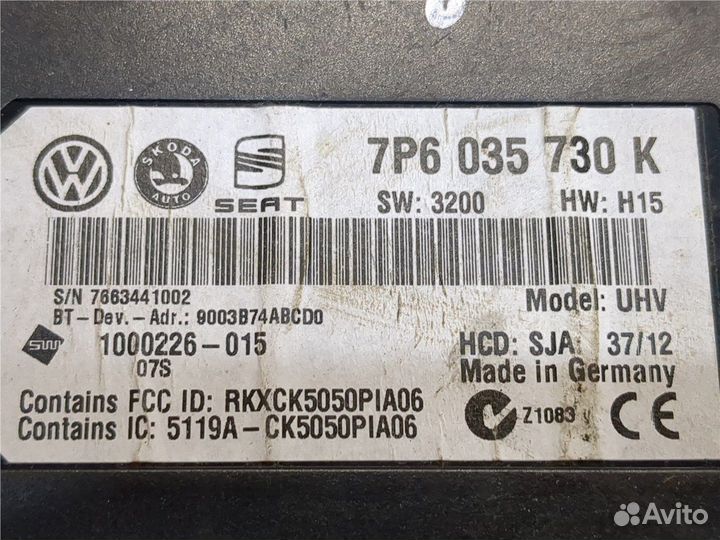 7P6 035 730 K
SKODA
AUTO
SEAT
SW: 3200 HW: H15
S/N 7663441002
Model: UHV
BT-Dev.-Adr.: 9003B74ABCD0
SW 1000226-015
07S
HCD: SJA: 37/12
Made in Germany
Contains FCC ID: RKXCK5050PIA06
Contains IC: 5119A-CK5050PIA06
Z1083
CE
Avito